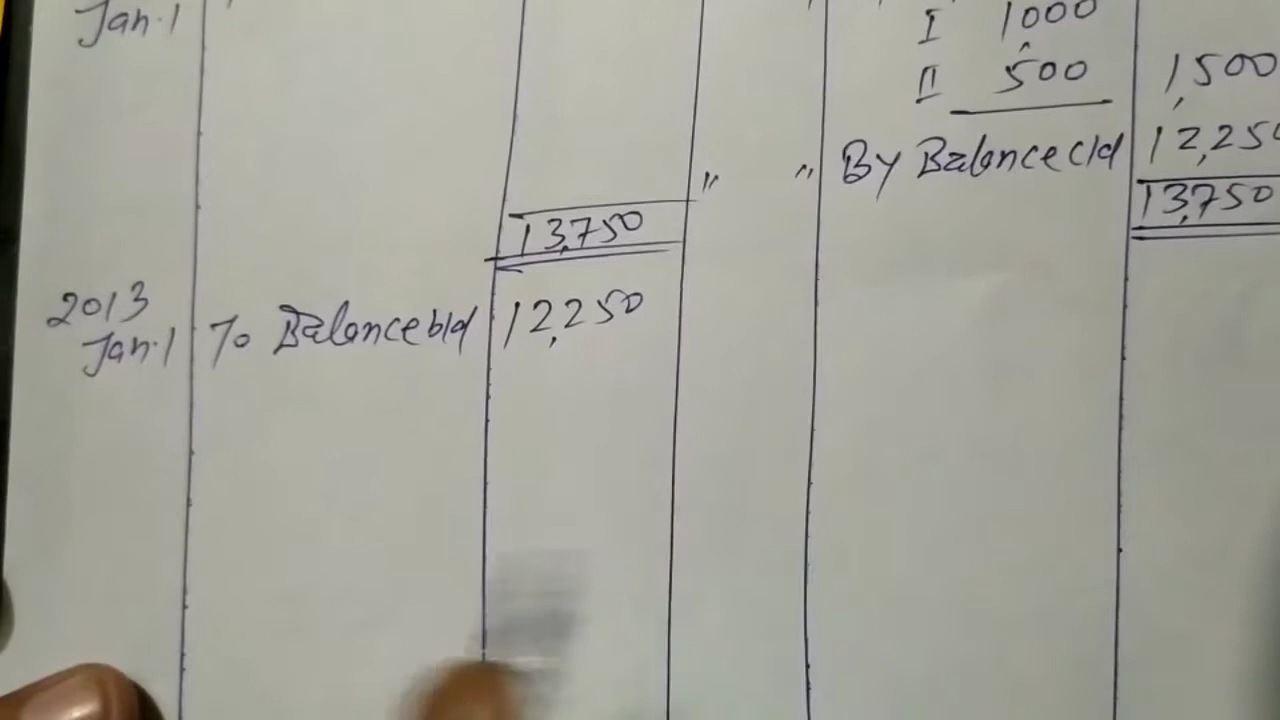 Jan.1
I 1000
II 500 1,500
" " By Balance c/d 12,250
13,750 13,750
2013
Jan.1 To Balance b/d 12,250